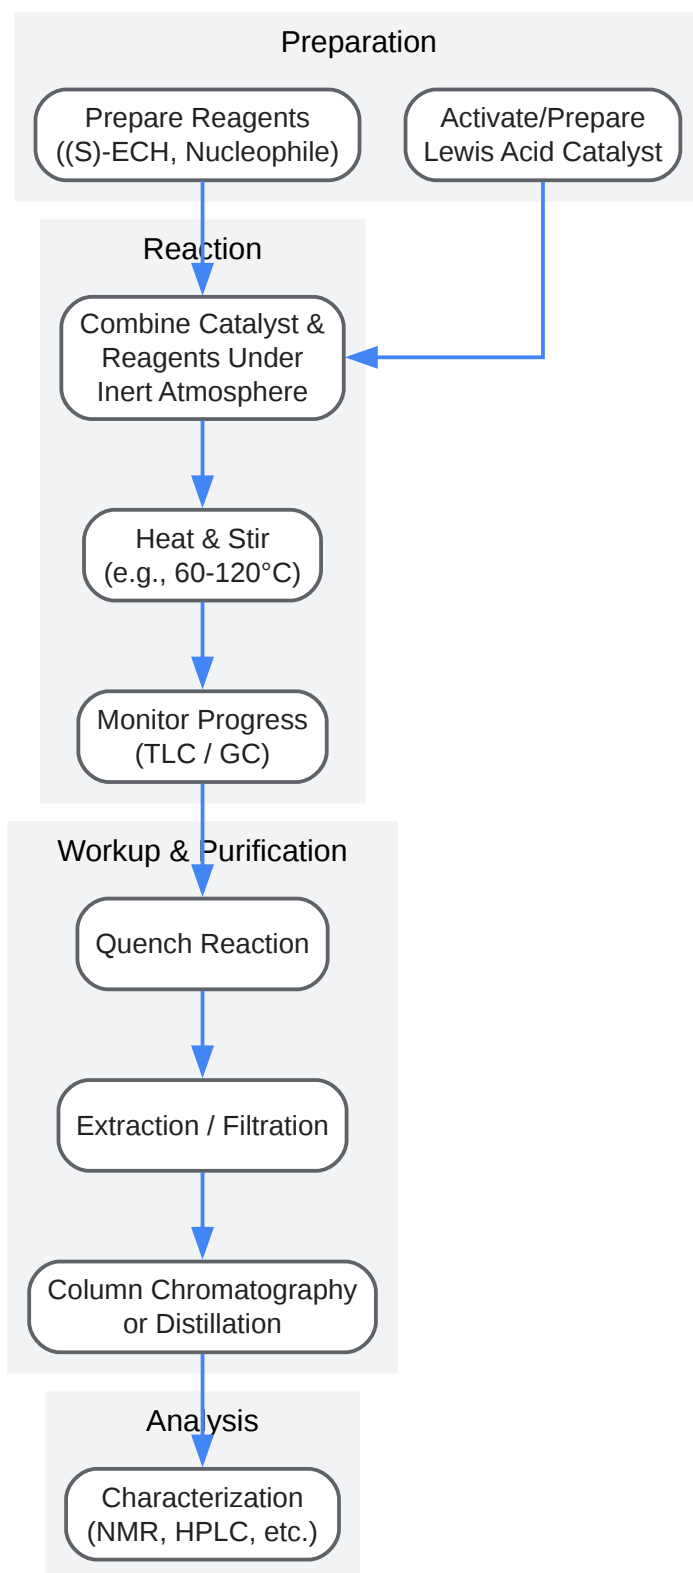 Preparation
Prepare Reagents
((S)-ECH, Nucleophile)
Activate/Prepare
Lewis Acid Catalyst
Reaction
Combine Catalyst &
Reagents Under
Inert Atmosphere
Heat & Stir
(e.g., 60-120°C)
Monitor Progress
(TLC / GC)
Workup & Purification
Quench Reaction
Extraction / Filtration
Column Chromatography
or Distillation
Analysis
Characterization
(NMR, HPLC, etc.)